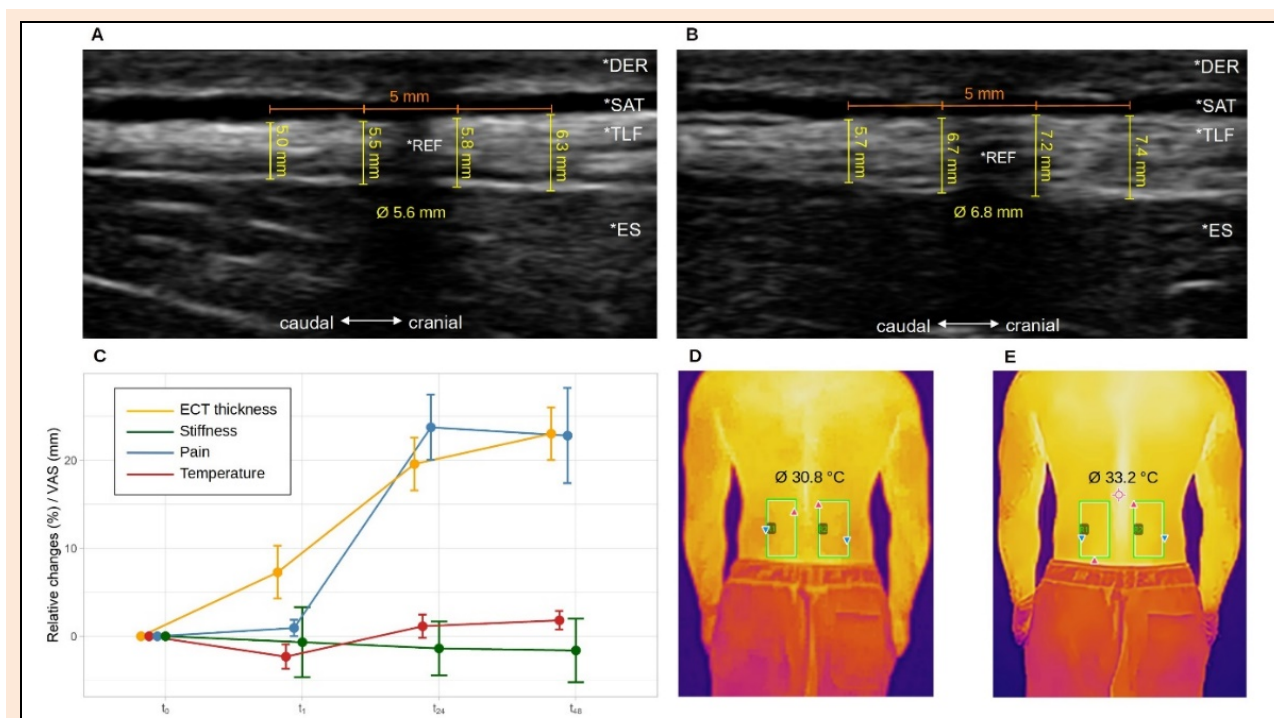 A
*DER
5 mm
*SAT
*TLF
5.0 mm
5.5 mm
*REF
5.8 mm
6.3 mm
Ø 5.6 mm
*ES
caudal
cranial
B
*DER
5 mm
*SAT
*TLF
5.7 mm
6.7 mm
*REF
7.2 mm
7.4 mm
Ø 6.8 mm
*ES
caudal
cranial
C
Relative changes (%) / VAS (mm)
ECT thickness
Stiffness
Pain
Temperature
20
10
0
t₀
t₁
t₂₄
t₄₈
D
Ø 30.8 °C
E
Ø 33.2 °C